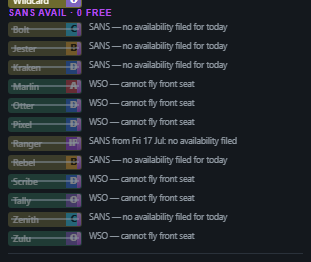 Wildcard
SANS AVAIL · 0 FREE
Bolt C SANS — no availability filed for today
Jester B SANS — no availability filed for today
Kraken D SANS — no availability filed for today
Marlin A WSO — cannot fly front seat
Otter D WSO — cannot fly front seat
Pixel D WSO — cannot fly front seat
Ranger SANS from Fri 17 Jul: no availability filed
Rebel B SANS — no availability filed for today
Scribe D WSO — cannot fly front seat
Tally WSO — cannot fly front seat
Zenith C SANS — no availability filed for today
Zulu WSO — cannot fly front seat